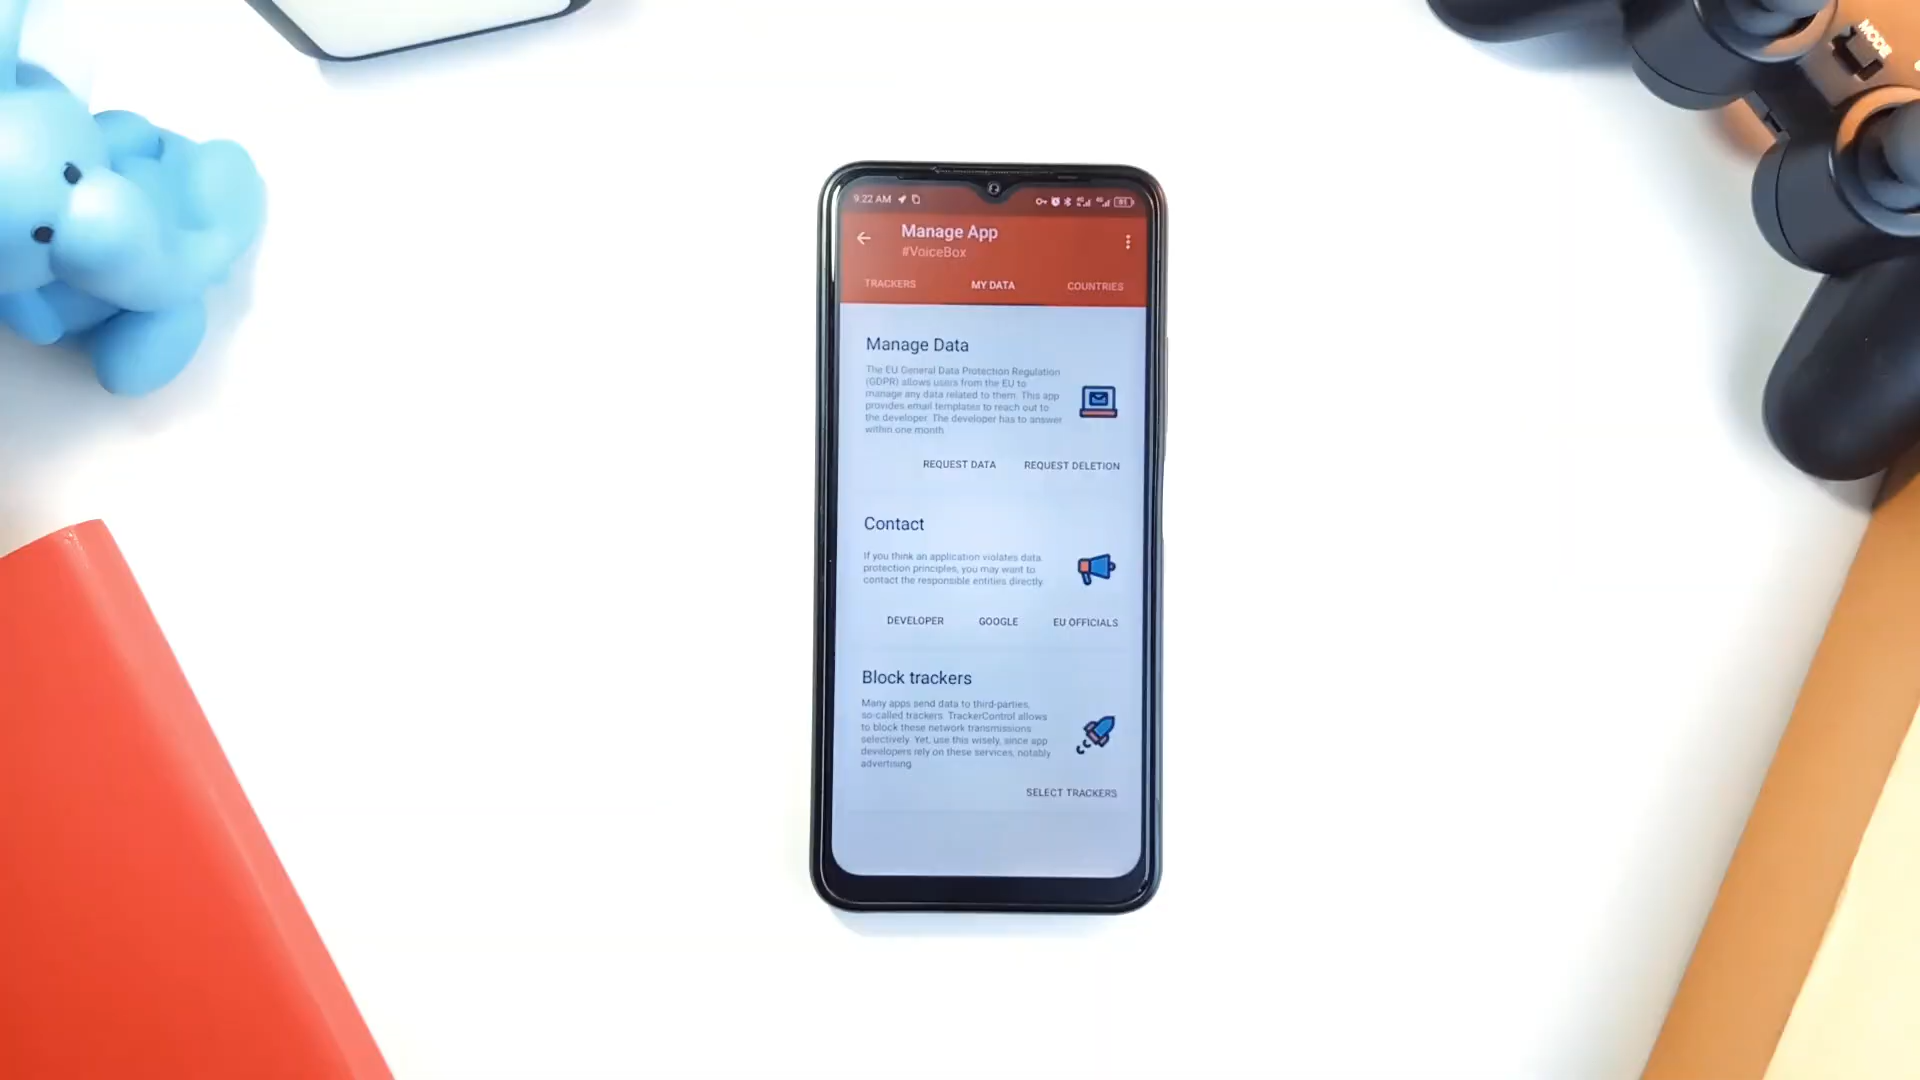 MODE
9:22 AM
81
Manage App
#VoiceBox
TRACKERS MY DATA COUNTRIES
Manage Data
The EU General Data Protection Regulation
(GDPR) allows users from the EU to
manage any data related to them. This app
provides email templates to reach out to
the developer. The developer has to answer
within one month.
REQUEST DATA REQUEST DELETION
Contact
If you think an application violates data
protection principles, you may want to
contact the responsible entities directly.
DEVELOPER GOOGLE EU OFFICIALS
Block trackers
Many apps send data to third-parties,
so-called trackers. TrackerControl allows
to block these network transmissions
selectively. Yet, use this wisely, since app
developers rely on these services, notably
advertising.
SELECT TRACKERS